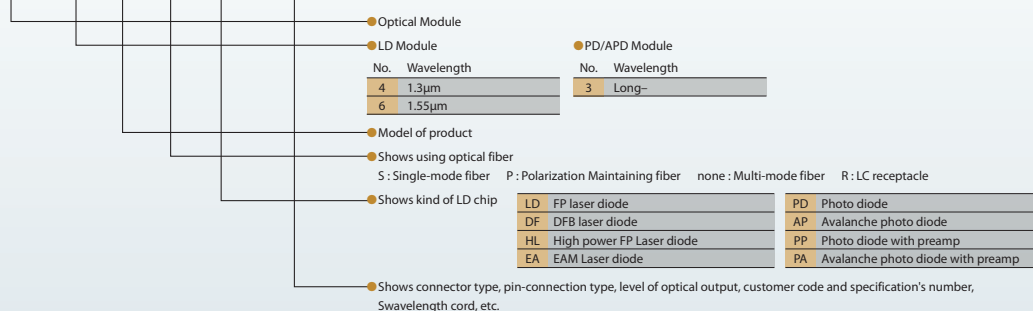 Optical Module
LD Module
PD/APD Module
No. Wavelength
No. Wavelength
4 1.3μm
3 Long–
6 1.55μm
Model of product
Shows using optical fiber
S : Single-mode fiber P : Polarization Maintaining fiber none : Multi-mode fiber R : LC receptacle
Shows kind of LD chip
LD FP laser diode
PD Photo diode
DF DFB laser diode
AP Avalanche photo diode
HL High power FP Laser diode
PP Photo diode with preamp
EA EAM Laser diode
PA Avalanche photo diode with preamp
Shows connector type, pin-connection type, level of optical output, customer code and specification's number,
Swavelength cord, etc.